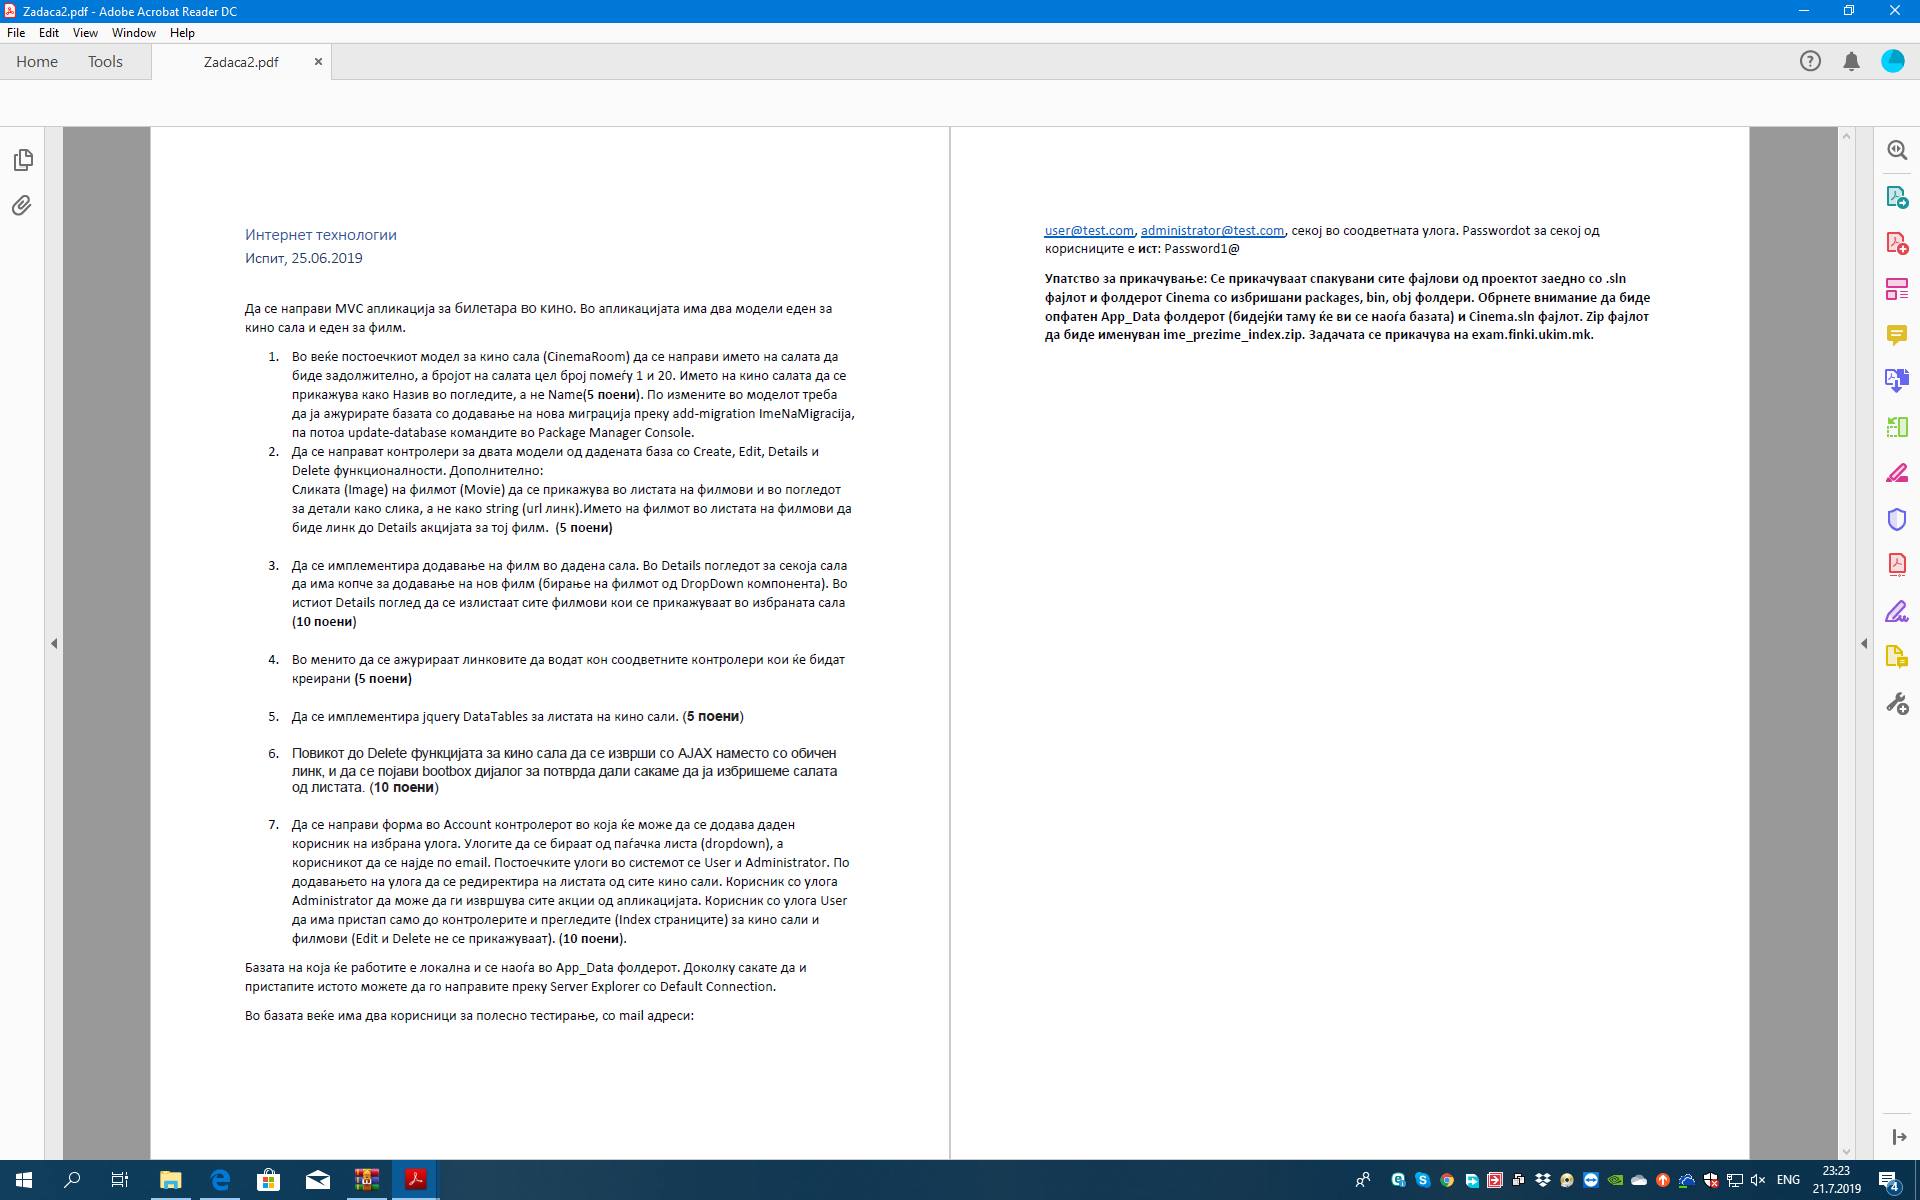 Zadaca2.pdf - Adobe Acrobat Reader DC
File Edit View Window Help
Home Tools Zadaca2.pdf
Интернет технологии
Испит, 25.06.2019
Да се направи MVC апликација за билетара во кино. Во апликацијата има два модели еден за
кино сала и еден за филм.
1. Во веќе постоечкиот модел за кино сала (CinemaRoom) да се направи името на салата да
биде задолжително, а бројот на салата цел број помеѓу 1 и 20. Името на кино салата да се
прикажува како Назив во погледите, а не Name(5 поени). По измените во моделот треба
да ја ажурирате базата со додавање на нова миграција преку add-migration ImeNaMigracija,
па потоа update-database командите во Package Manager Console.
2. Да се направат контролери за двата модели од дадената база со Create, Edit, Details и
Delete функционалности. Дополнително:
Сликата (Image) на филмот (Movie) да се прикажува во листата на филмови и во погледот
за детали како слика, а не како string (url линк).Името на филмот во листата на филмови да
биде линк до Details акцијата за тој филм. (5 поени)
3. Да се имплементира додавање на филм во дадена сала. Во Details погледот за секоја сала
да има копче за додавање на нов филм (бирање на филмот од DropDown компонента). Во
истиот Details поглед да се излистаат сите филмови кои се прикажуваат во избраната сала
(10 поени)
4. Во менито да се ажурираат линковите да водат кон соодветните контролери кои ќе бидат
креирани (5 поени)
5. Да се имплементира jquery DataTables за листата на кино сали. (5 поени)
6. Повикот до Delete функцијата за кино сала да се изврши со AJAX наместо со обичен
линк, и да се појави bootbox дијалог за потврда дали сакаме да ја избришеме салата
од листата. (10 поени)
7. Да се направи форма во Account контролерот во која ќе може да се додава даден
корисник на избрана улога. Улогите да се бираат од паѓачка листа (dropdown), а
корисникот да се најде по email. Постоечките улоги во системот се User и Administrator. По
додавањето на улога да се редиректира на листата од сите кино сали. Корисник со улога
Administrator да може да ги извршува сите акции од апликацијата. Корисник со улога User
да има пристап само до контролерите и прегледите (Index страниците) за кино сали и
филмови (Edit и Delete не се прикажуваат). (10 поени).
Базата на која ќе работите е локална и се наоѓа во App_Data фолдерот. Доколку сакате да и
пристапите истото можете да го направите преку Server Explorer со Default Connection.
Во базата веќе има два корисници за полесно тестирање, со mail адреси:
user@test.com, administrator@test.com, секој во соодветната улога. Passwordot за секој од
корисниците е ист: Password1@
Упатство за прикачување: Се прикачуваат спакувани сите фајлови од проектот заедно со .sln
фајлот и фолдерот Cinema со избришани packages, bin, obj фолдери. Обрнете внимание да биде
опфатен App_Data фолдерот (бидејќи таму ќе ви се наоѓа базата) и Cinema.sln фајлот. Zip фајлот
да биде именуван ime_prezime_index.zip. Задачата се прикачува на exam.finki.ukim.mk.
ENG
23:23
21.7.2019
4